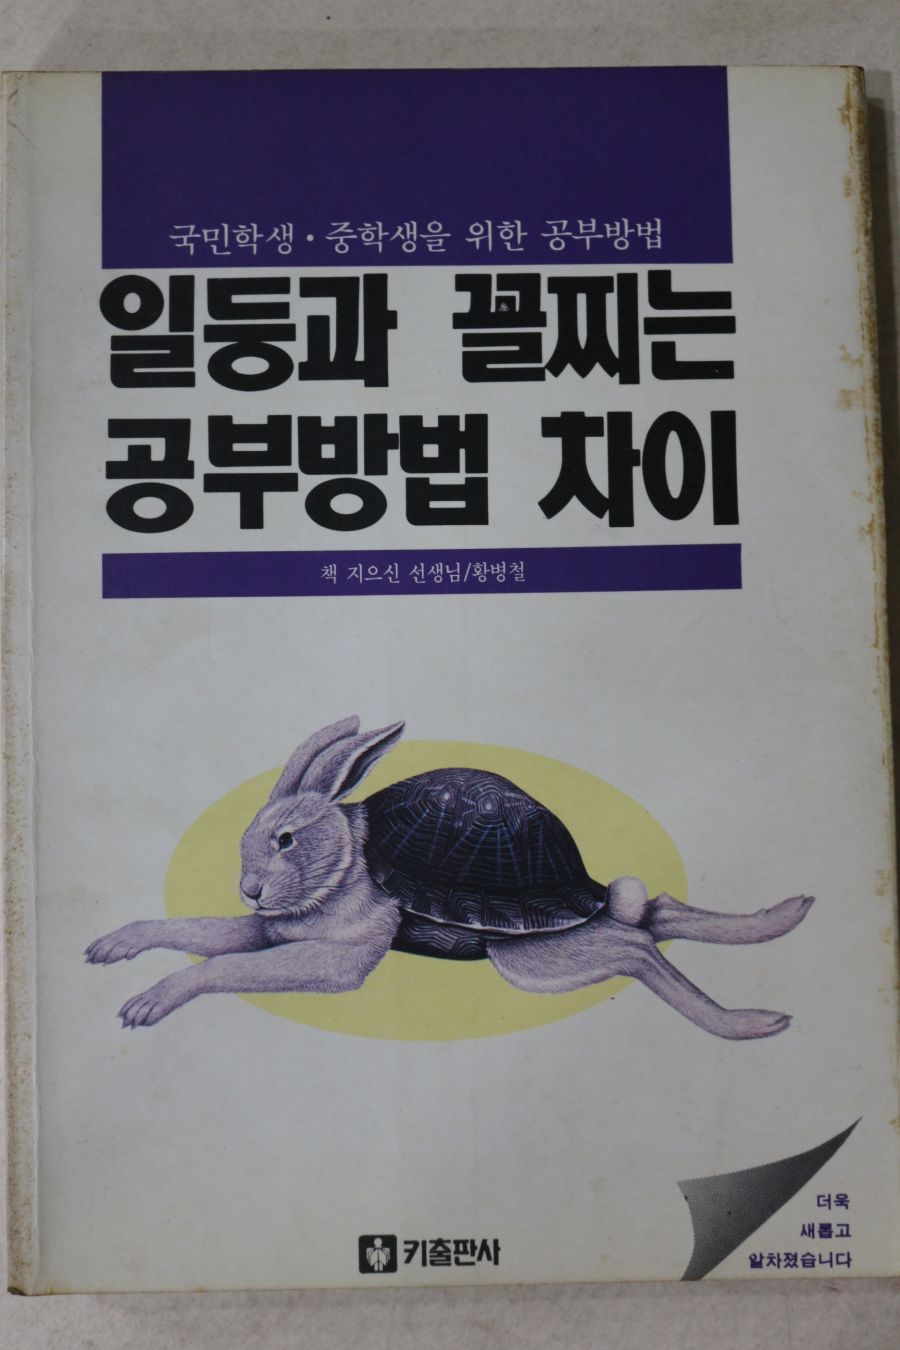 국민학생 · 중학생을 위한 공부방법
일등과 꼴찌는
공부방법 차이
책 지으신 선생님/황병철
더욱
새롭고
알차졌습니다
키출판사